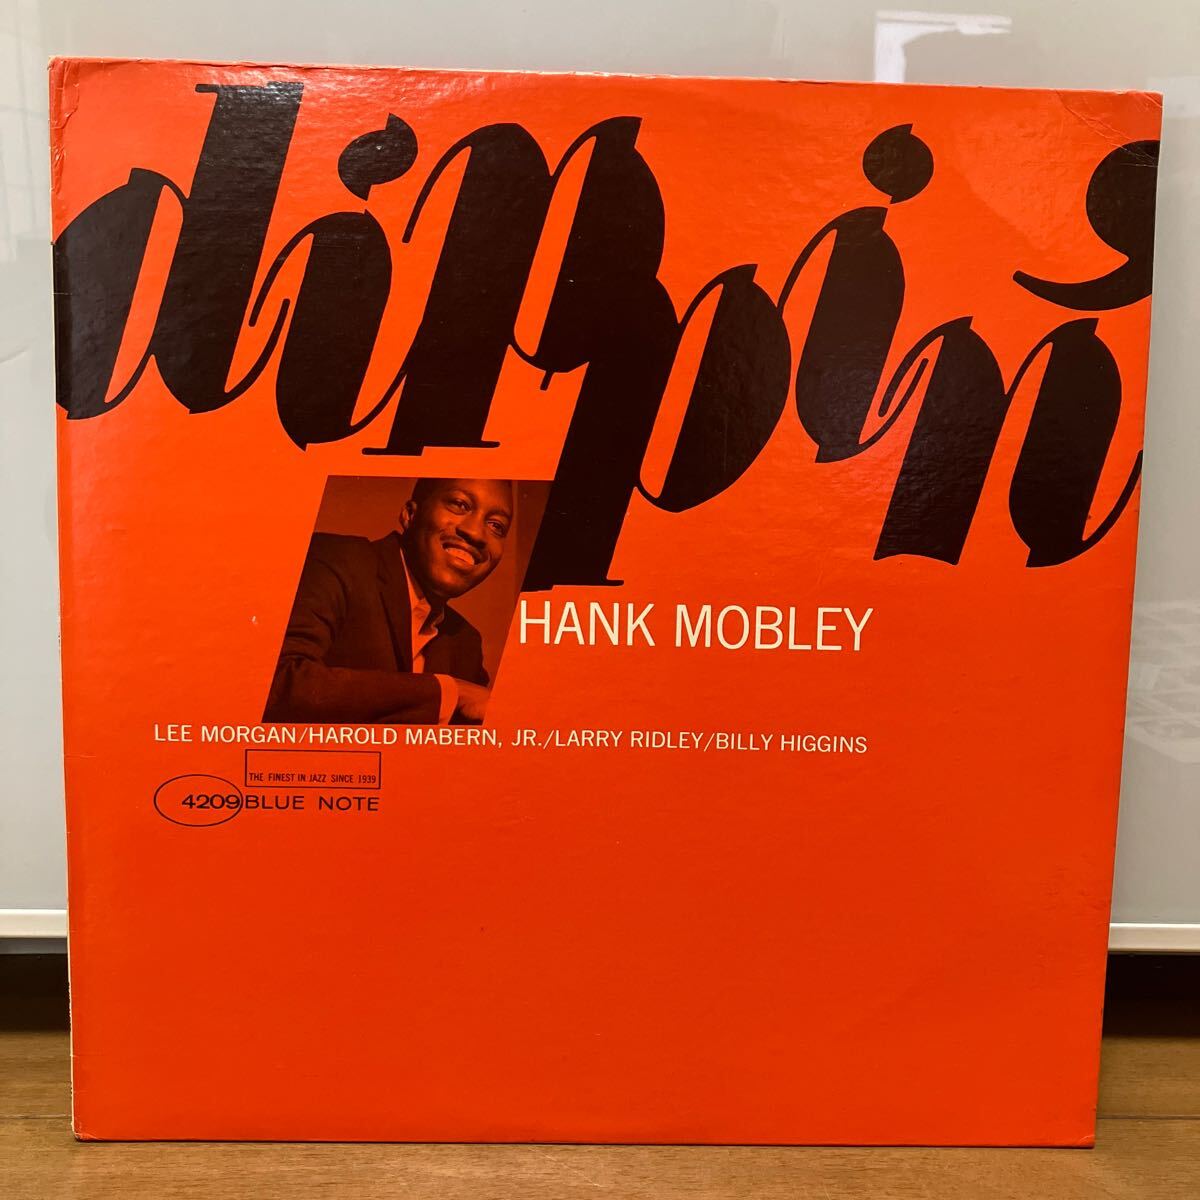 dippin'
HANK MOBLEY
LEE MORGAN/HAROLD MABERN, JR./LARRY RIDLEY/BILLY HIGGINS
THE FINEST IN JAZZ SINCE 1939
4209 BLUE NOTE